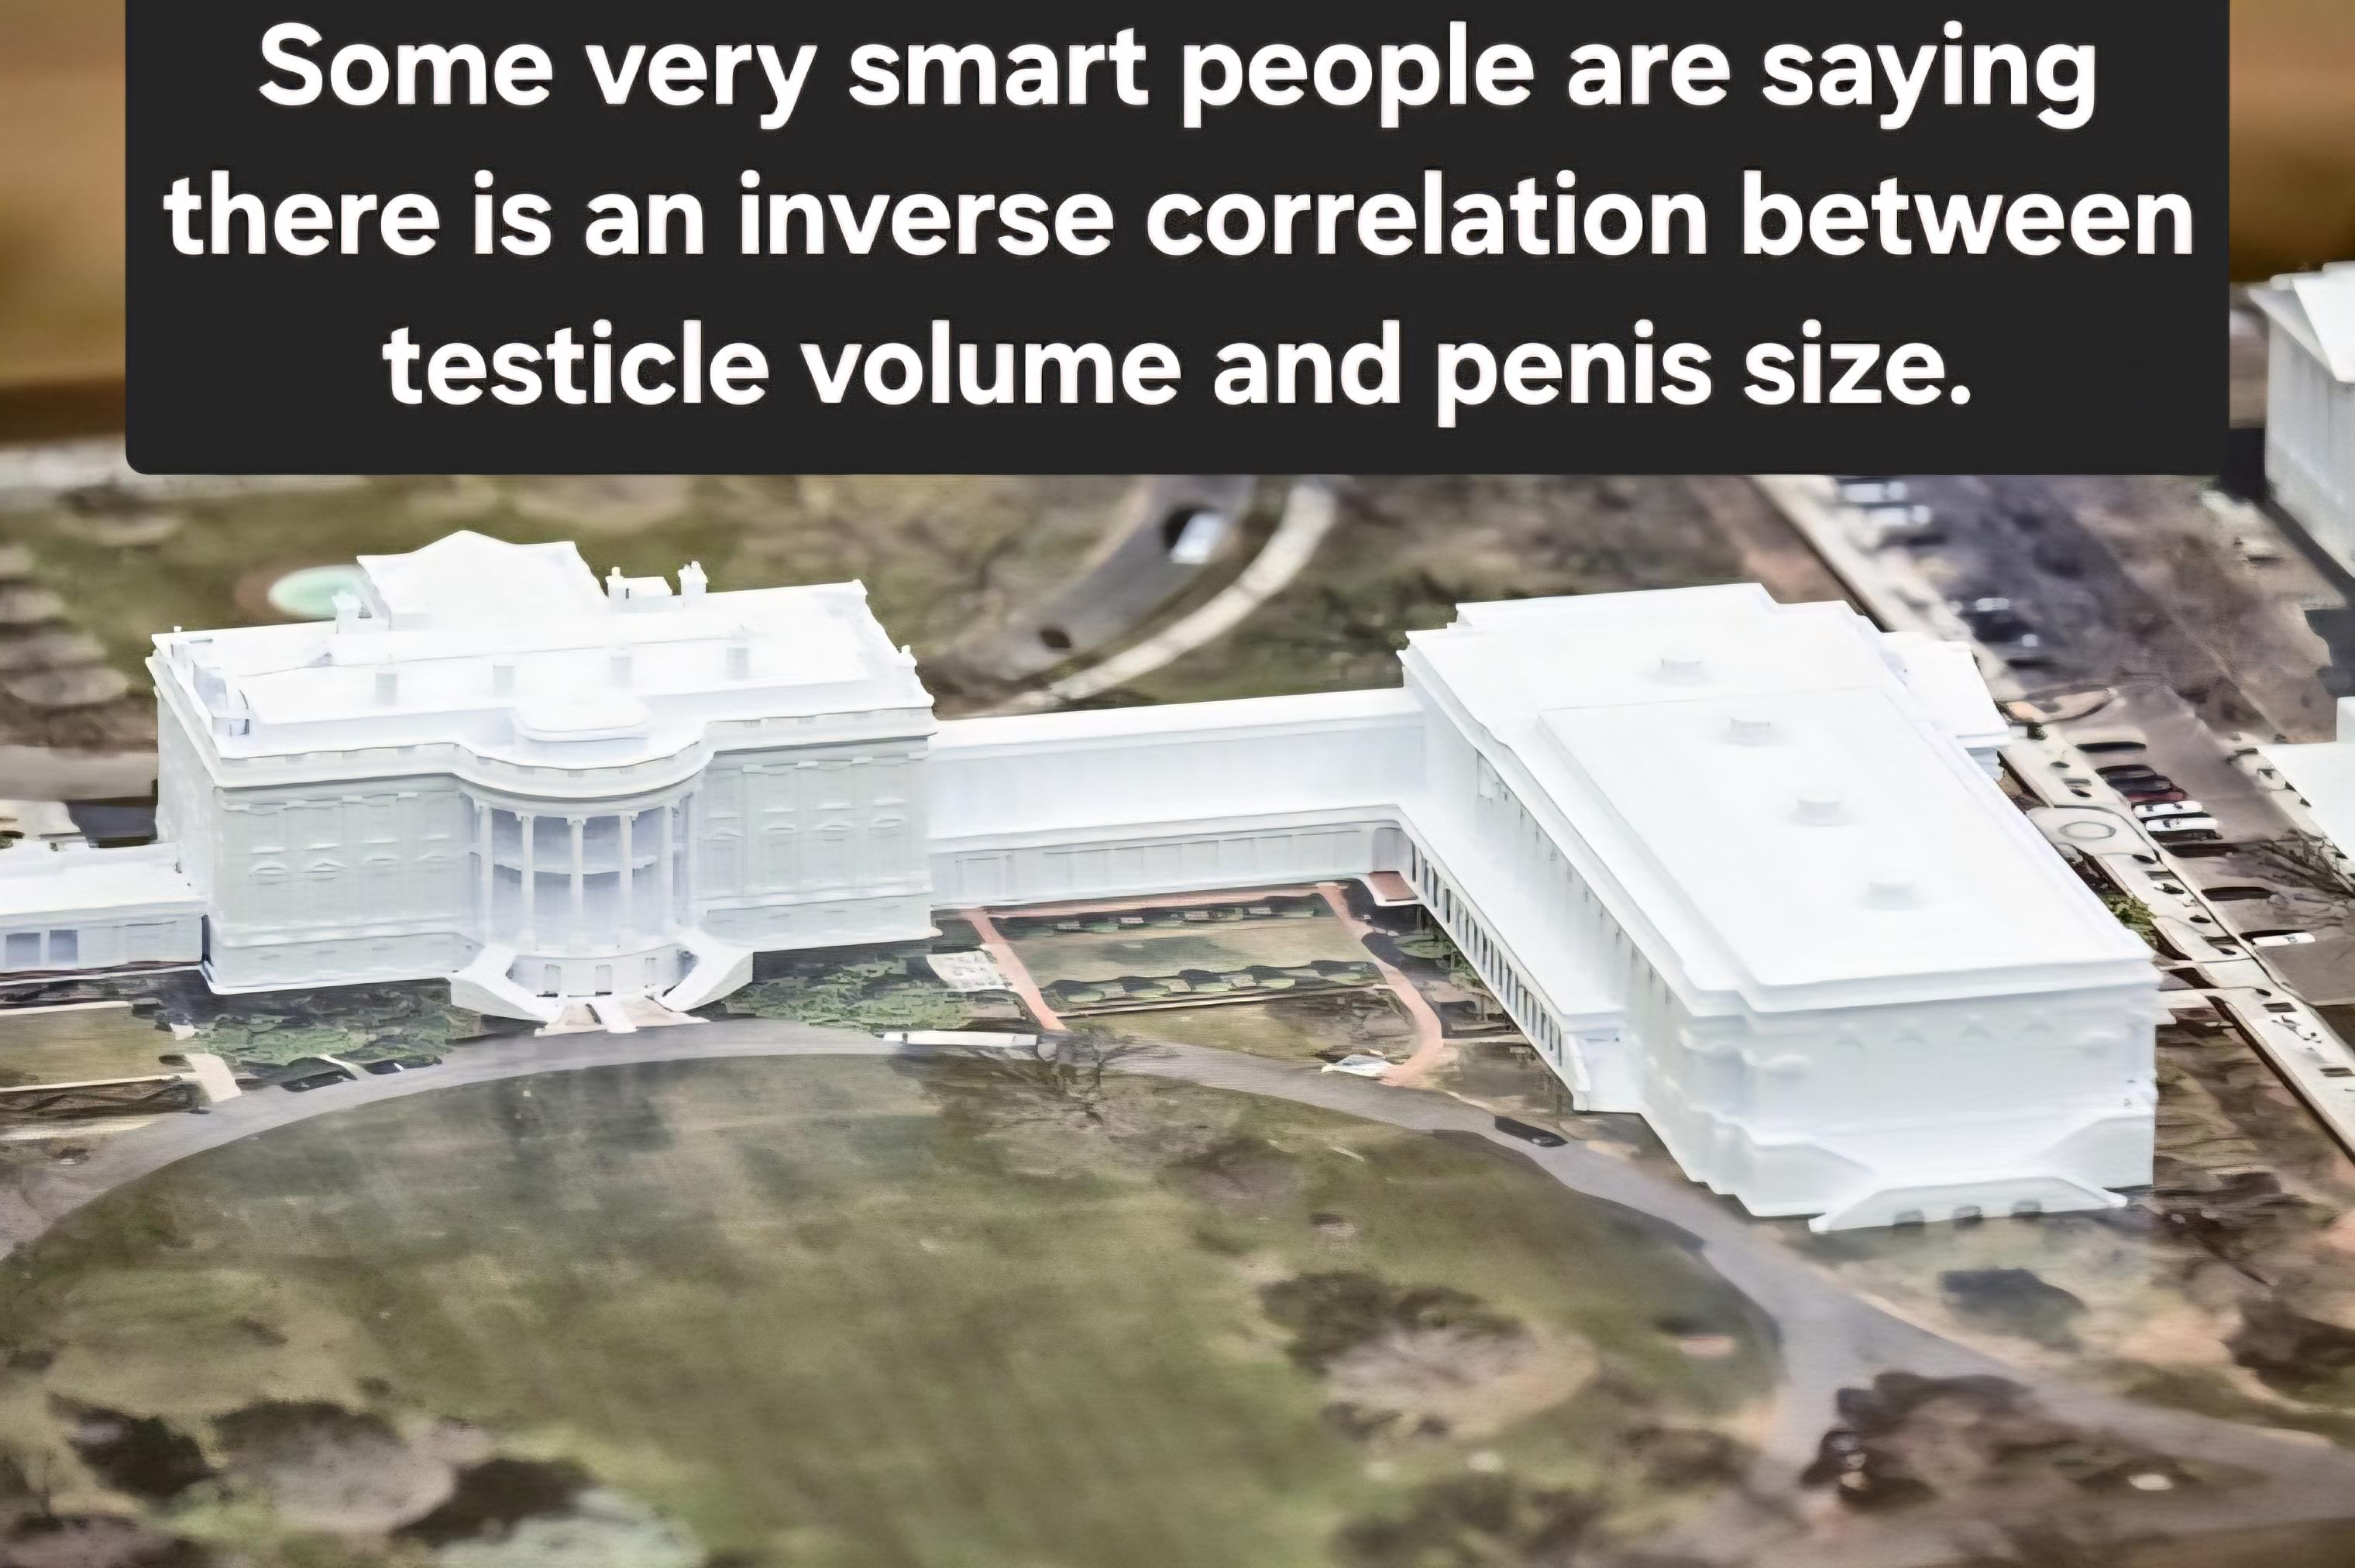 Some very smart people are saying
there is an inverse correlation between
testicle volume and penis size.